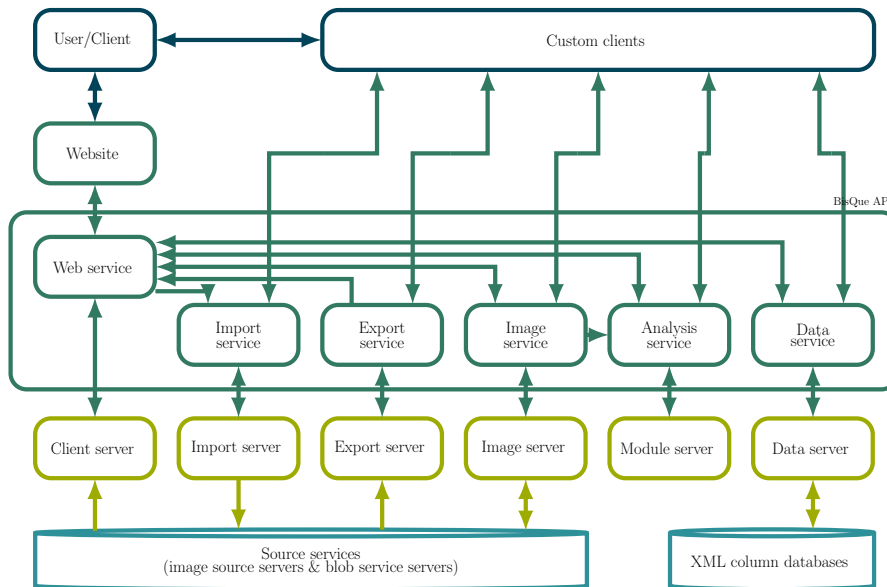 User/Client
Custom clients
Website
BisQue AP
Web service
Import
service
Export
service
Image
service
Analysis
service
Data
service
Client server
Import server
Export server
Image server
Module server
Data server
Source services
(image source servers & blob service servers)
XML column databases